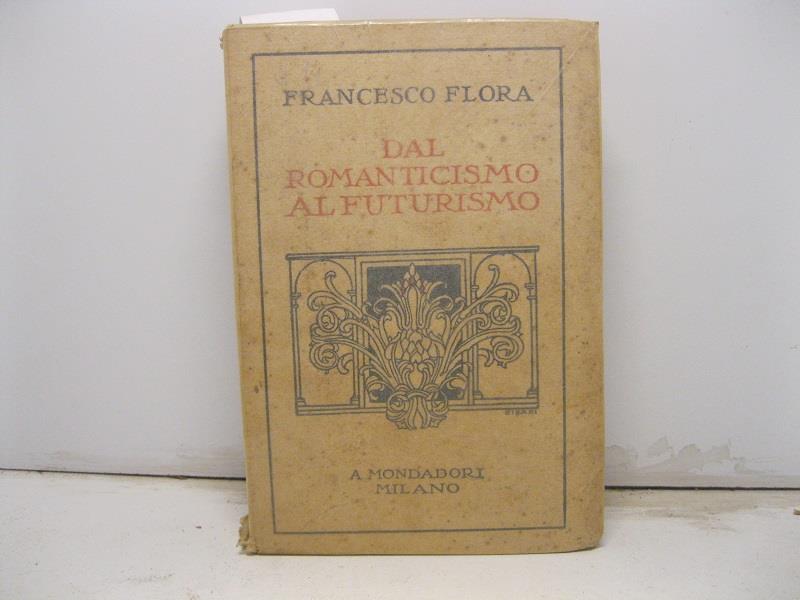 FRANCESCO FLORA
DAL
ROMANTICISMO
AL FUTURISMO
A MONDADORI
MILANO